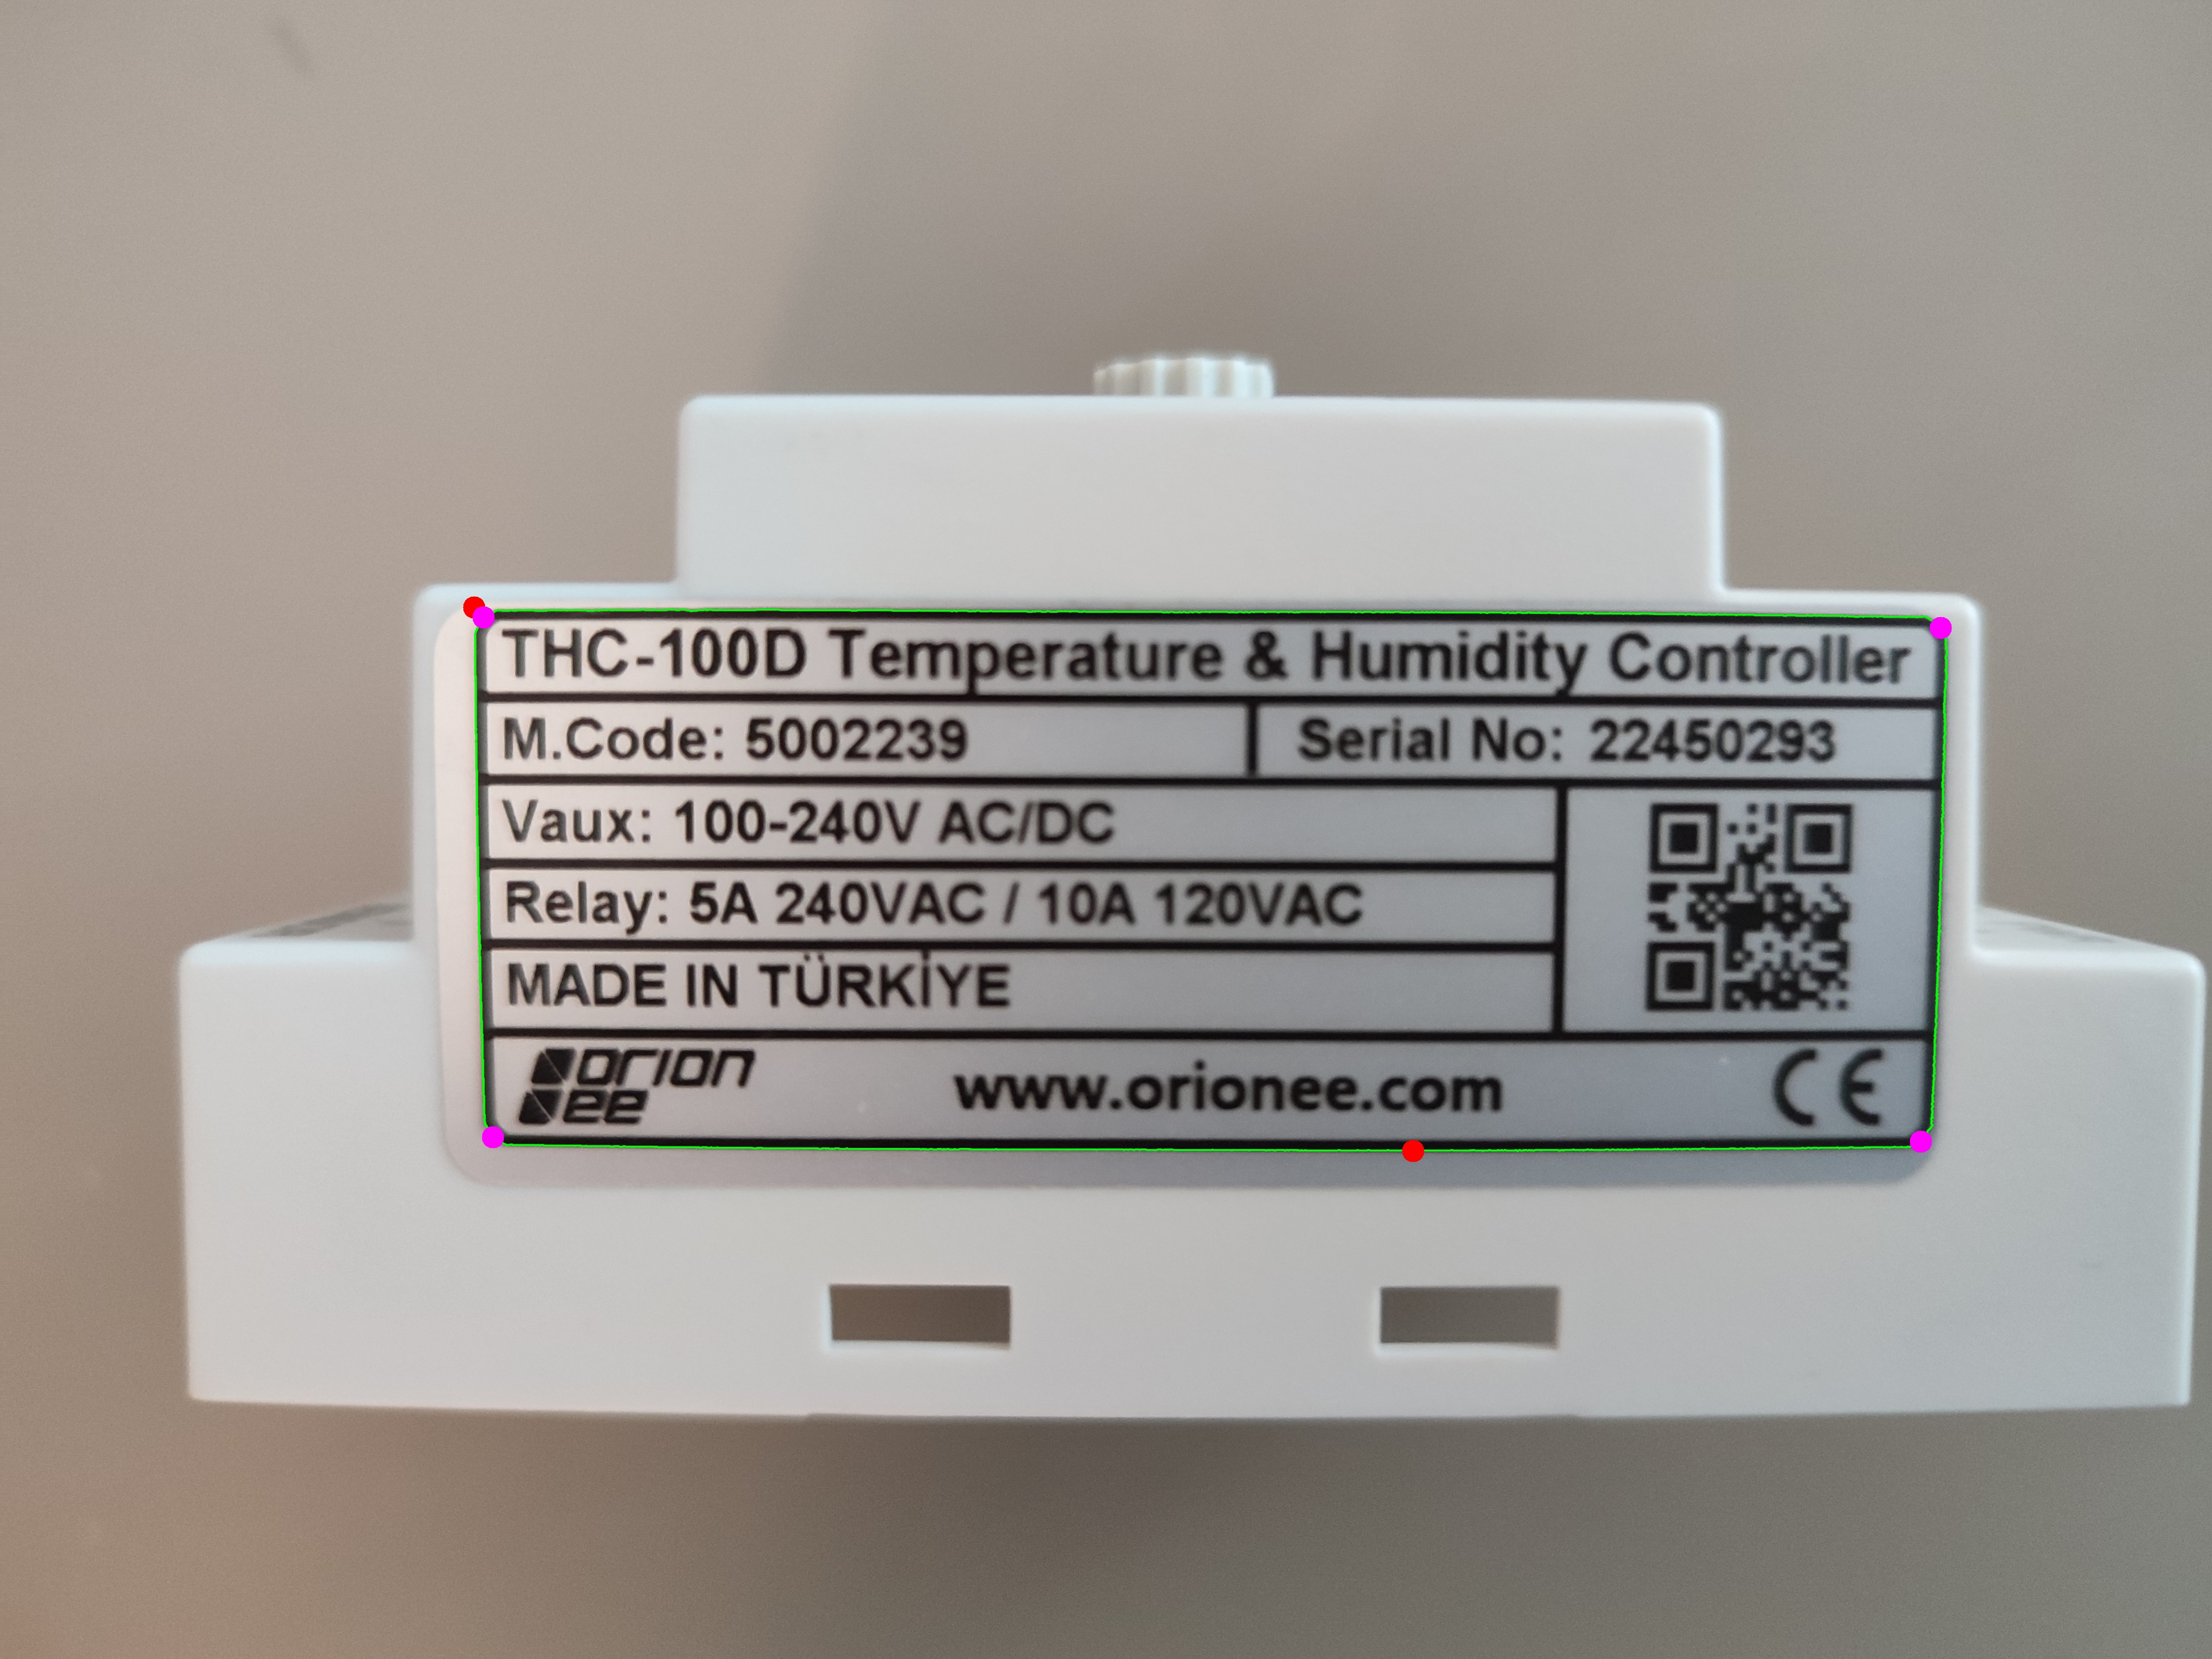 THC-100D Temperature & Humidity Controller
M.Code: 5002239
Serial No: 22450293
Vaux: 100-240V AC/DC
Relay: 5A 240VAC / 10A 120VAC
MADE IN TÜRKİYE
orion
ee
www.orionee.com
CE